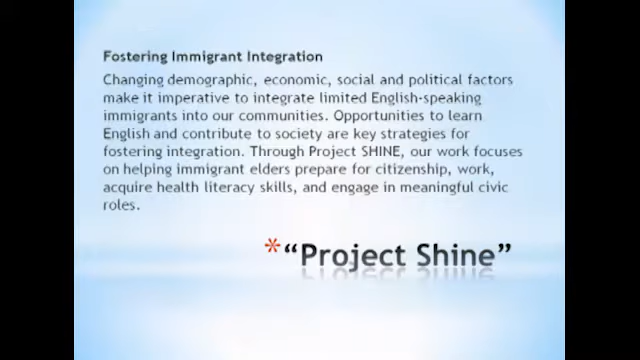 Fostering Immigrant Integration
Changing demographic, economic, social and political factors
make it imperative to integrate limited English-speaking
immigrants into our communities. Opportunities to learn
English and contribute to society are key strategies for
fostering integration. Through Project SHINE, our work focuses
on helping immigrant elders prepare for citizenship, work,
acquire health literacy skills, and engage in meaningful civic
roles.
*“Project Shine”